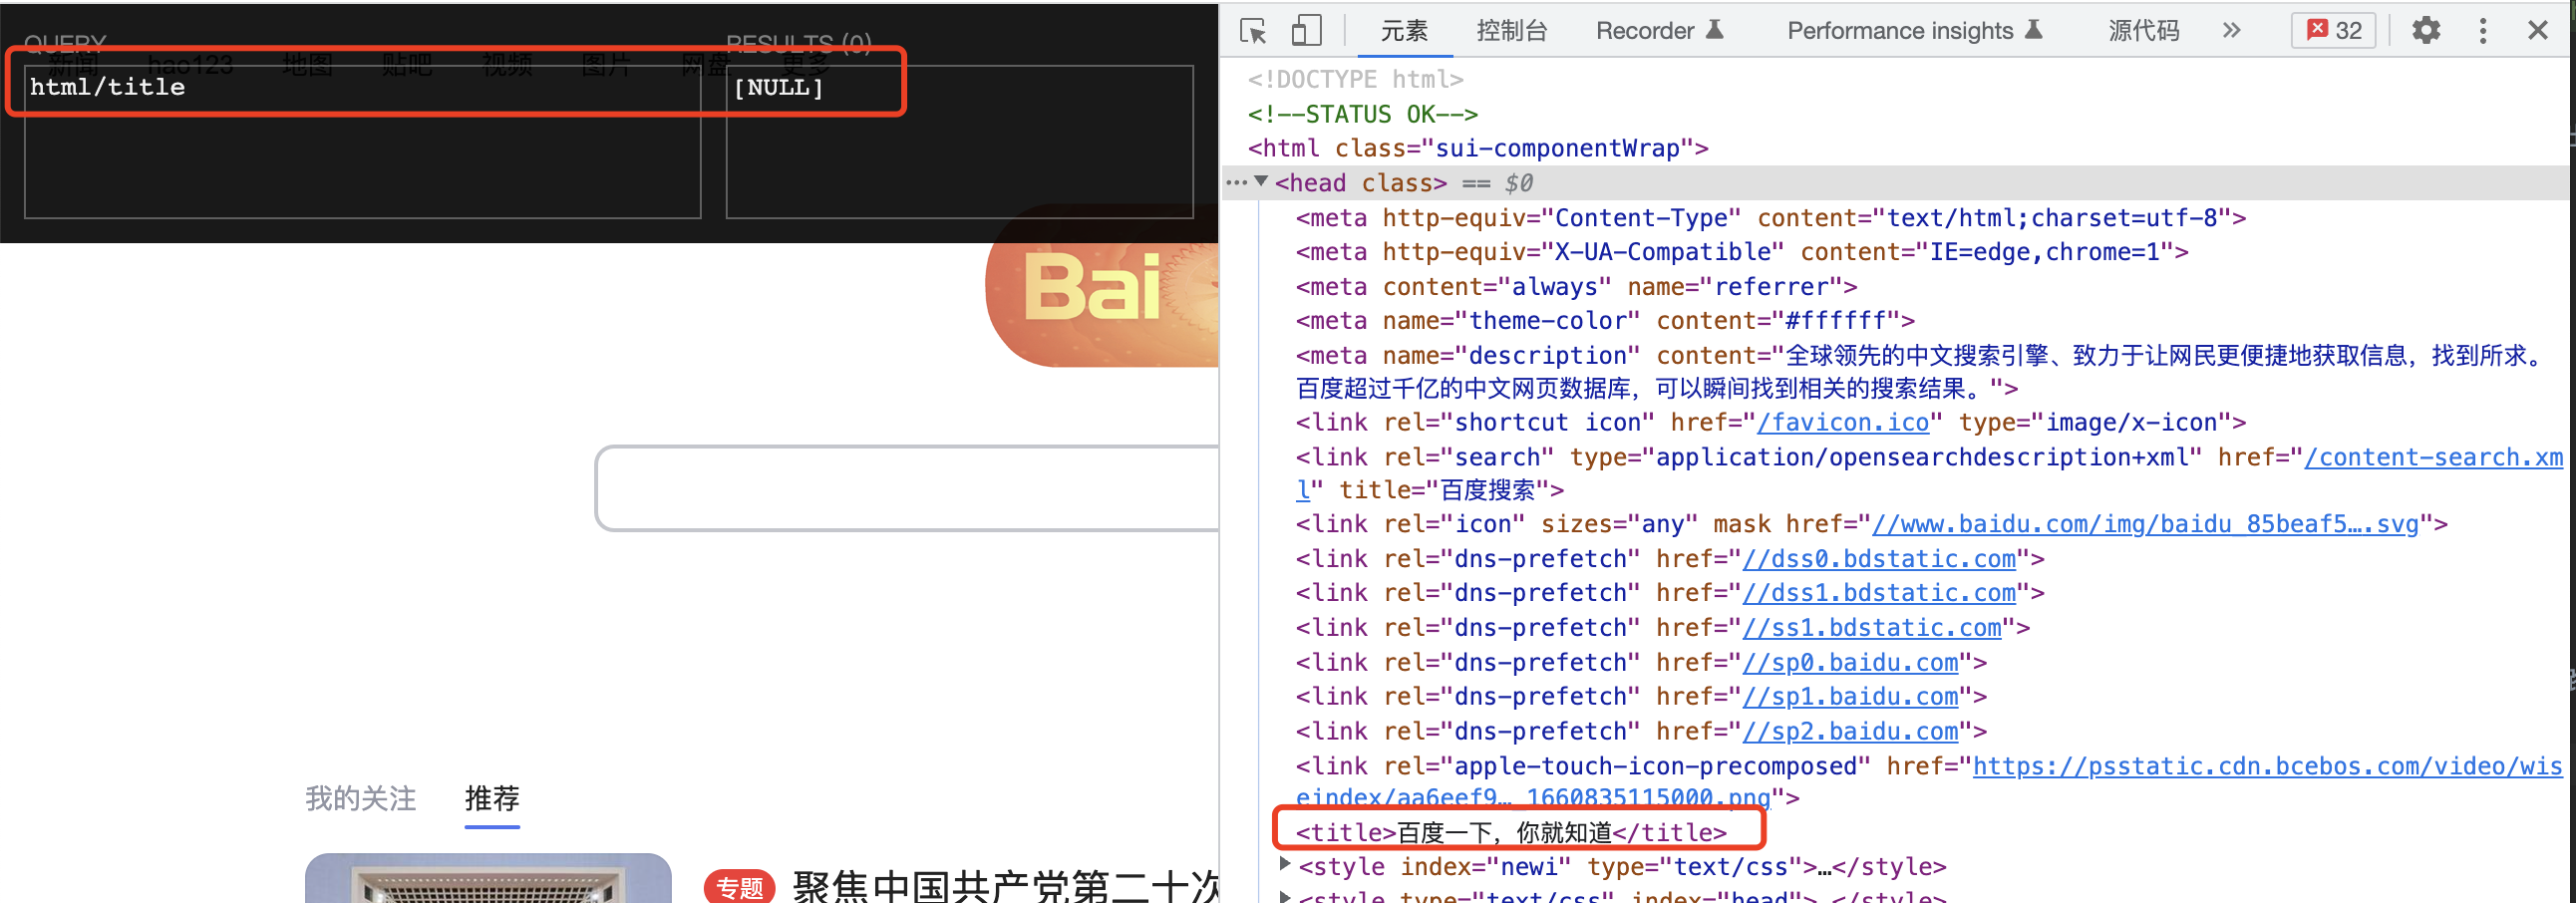 QUERY
RESULTS (0)
新闻 hao123 地图 贴吧 视频 图片 网盘 更多
html/title
[NULL]
Bai
我的关注 推荐
专题 聚焦中国共产党第二十次
元素 控制台 Recorder Performance insights 源代码 » 32
<!DOCTYPE html>
<!--STATUS OK-->
<html class="sui-componentWrap">
••• ▼<head class> == $0
<meta http-equiv="Content-Type" content="text/html;charset=utf-8">
<meta http-equiv="X-UA-Compatible" content="IE=edge,chrome=1">
<meta content="always" name="referrer">
<meta name="theme-color" content="#ffffff">
<meta name="description" content="全球领先的中文搜索引擎、致力于让网民更便捷地获取信息，找到所求。
百度超过千亿的中文网页数据库，可以瞬间找到相关的搜索结果。">
<link rel="shortcut icon" href="/favicon.ico" type="image/x-icon">
<link rel="search" type="application/opensearchdescription+xml" href="/content-search.xm
l" title="百度搜索">
<link rel="icon" sizes="any" mask href="//www.baidu.com/img/baidu_85beaf5….svg">
<link rel="dns-prefetch" href="//dss0.bdstatic.com">
<link rel="dns-prefetch" href="//dss1.bdstatic.com">
<link rel="dns-prefetch" href="//ss1.bdstatic.com">
<link rel="dns-prefetch" href="//sp0.baidu.com">
<link rel="dns-prefetch" href="//sp1.baidu.com">
<link rel="dns-prefetch" href="//sp2.baidu.com">
<link rel="apple-touch-icon-precomposed" href="https://psstatic.cdn.bcebos.com/video/wis
eindex/aa6eef9…_1660835115000.png">
<title>百度一下，你就知道</title>
▶<style index="newi" type="text/css">…</style>
▶<style type="text/css" index="head">…</style>